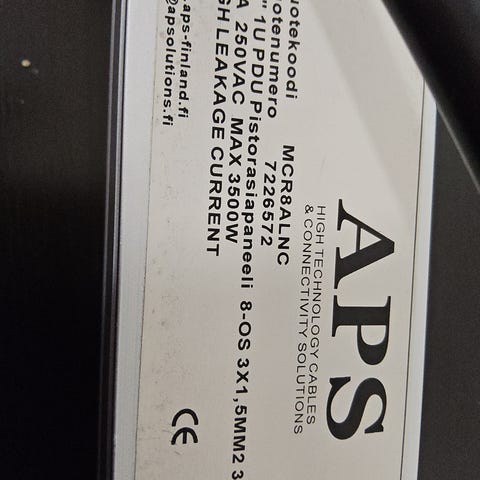 APS
HIGH TECHNOLOGY CABLES
& CONNECTIVITY SOLUTIONS
uotekoodi MCR8ALNC
otenumero 7226572
" 1U PDU Pistorasiapaneeli 8-OS 3X1,5MM2 3
A 250VAC MAX 3500W
GH LEAKAGE CURRENT
.aps-finland.fi
@apsolutions.fi
CE